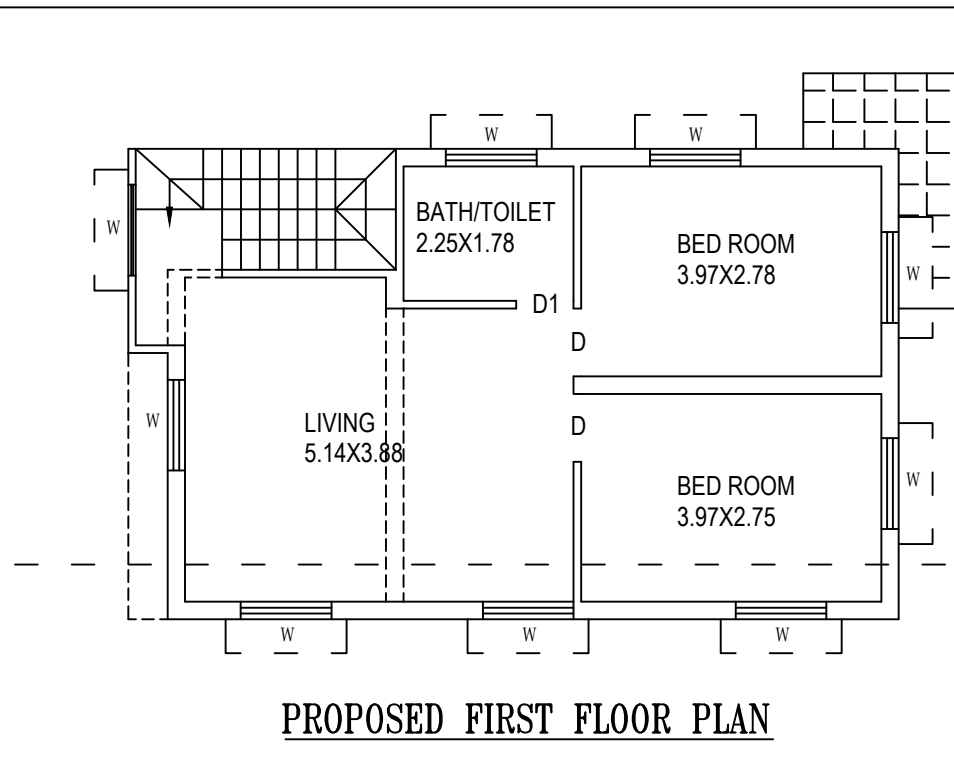 W
W
W
BATH/TOILET
2.25X1.78
BED ROOM
3.97X2.78
W
D1
D
W
LIVING
5.14X3.88
D
BED ROOM
3.97X2.75
W
W
W
W
PROPOSED FIRST FLOOR PLAN